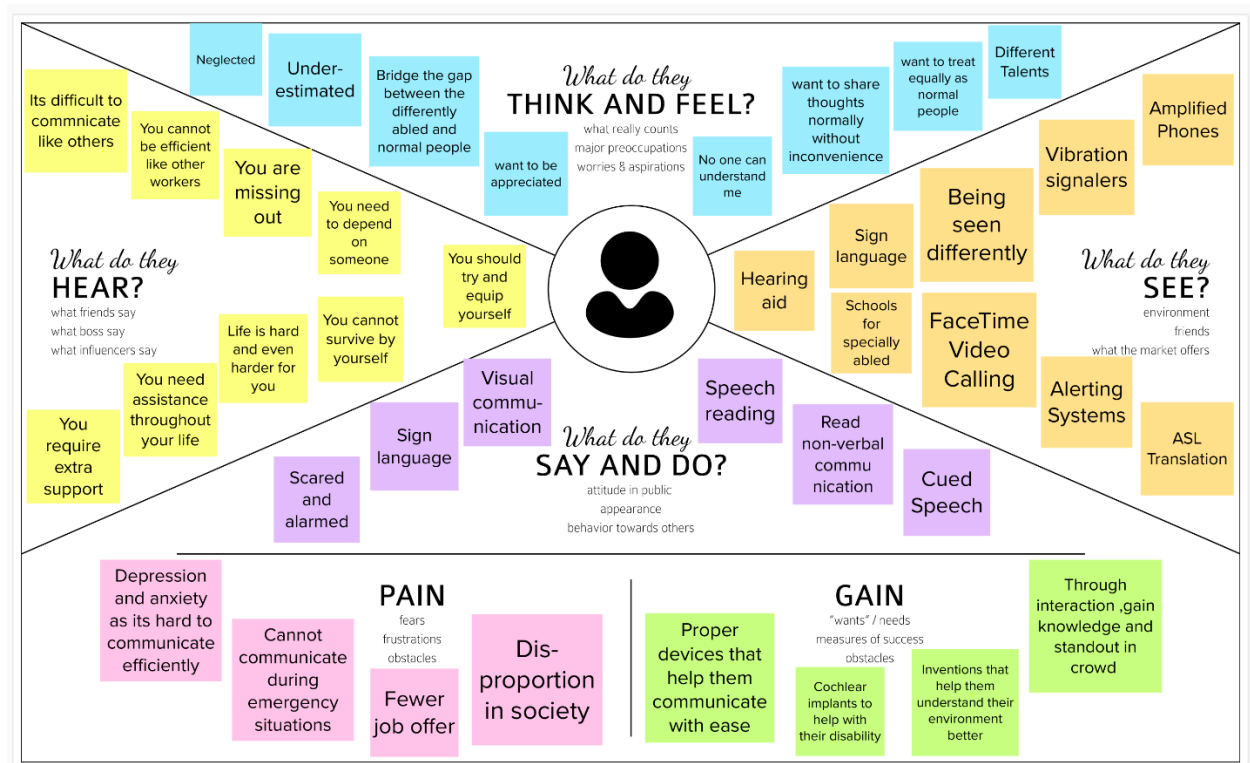 Neglected
Under-
estimated
Bridge the gap
between the
differently
abled and
normal people
want to be
appreciated
What do they
THINK AND FEEL?
what really counts
major preoccupations
worries & aspirations
No one can
understand
me
want to share
thoughts
normally
without
inconvenience
want to treat
equally as
normal
people
Different
Talents
Its difficult to
commnicate
like others
You cannot
be efficient
like other
workers
You are
missing
out
You need
to depend
on
someone
You should
try and
equip
yourself
What do they
HEAR?
what friends say
what boss say
what influencers say
You cannot
survive by
yourself
Life is hard
and even
harder for
you
You need
assistance
throughout
your life
You
require
extra
support
Amplified
Phones
Vibration
signalers
Being
seen
differently
Sign
language
Hearing
aid
Schools
for
specially
abled
FaceTime
Video
Calling
What do they
SEE?
environment
friends
what the market offers
Alerting
Systems
ASL
Translation
Visual
commu-
nication
Sign
language
Scared
and
alarmed
What do they
SAY AND DO?
attitude in public
appearance
behavior towards others
Speech
reading
Read
non-verbal
commu
nication
Cued
Speech
Depression
and anxiety
as its hard to
communicate
efficiently
Cannot
communicate
during
emergency
situations
PAIN
fears
frustrations
obstacles
Fewer
job offer
Dis-
proportion
in society
Proper
devices that
help them
communicate
with ease
GAIN
"wants" / needs
measures of success
obstacles
Cochlear
implants to
help with
their disability
Inventions that
help them
understand their
environment
better
Through
interaction ,gain
knowledge and
standout in
crowd